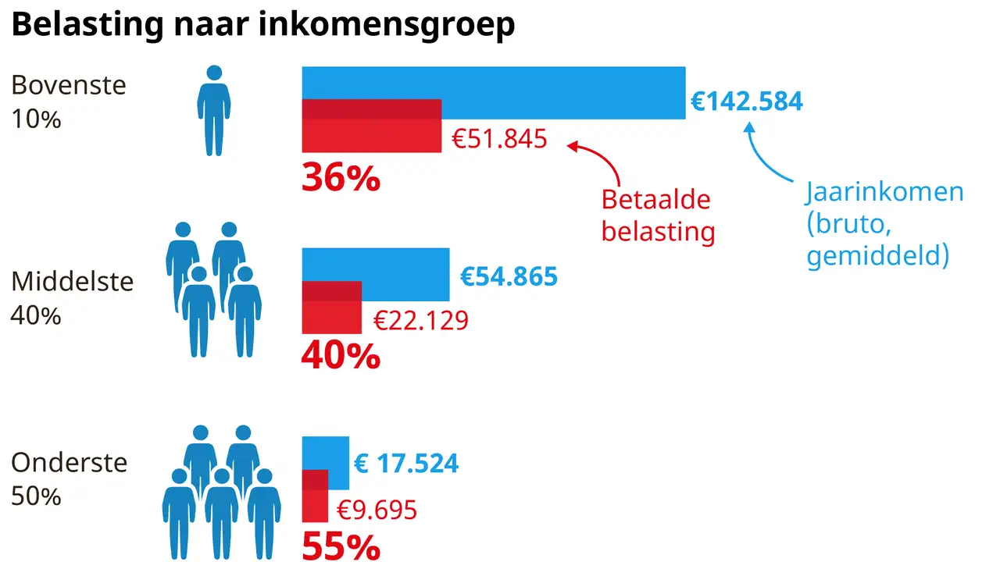 Belasting naar inkomensgroep
Bovenste
10%
€142.584
€51.845
36%
Betaalde
belasting
Jaarinkomen
(bruto,
gemiddeld)
Middelste
40%
€54.865
€22.129
40%
Onderste
50%
€ 17.524
€9.695
55%